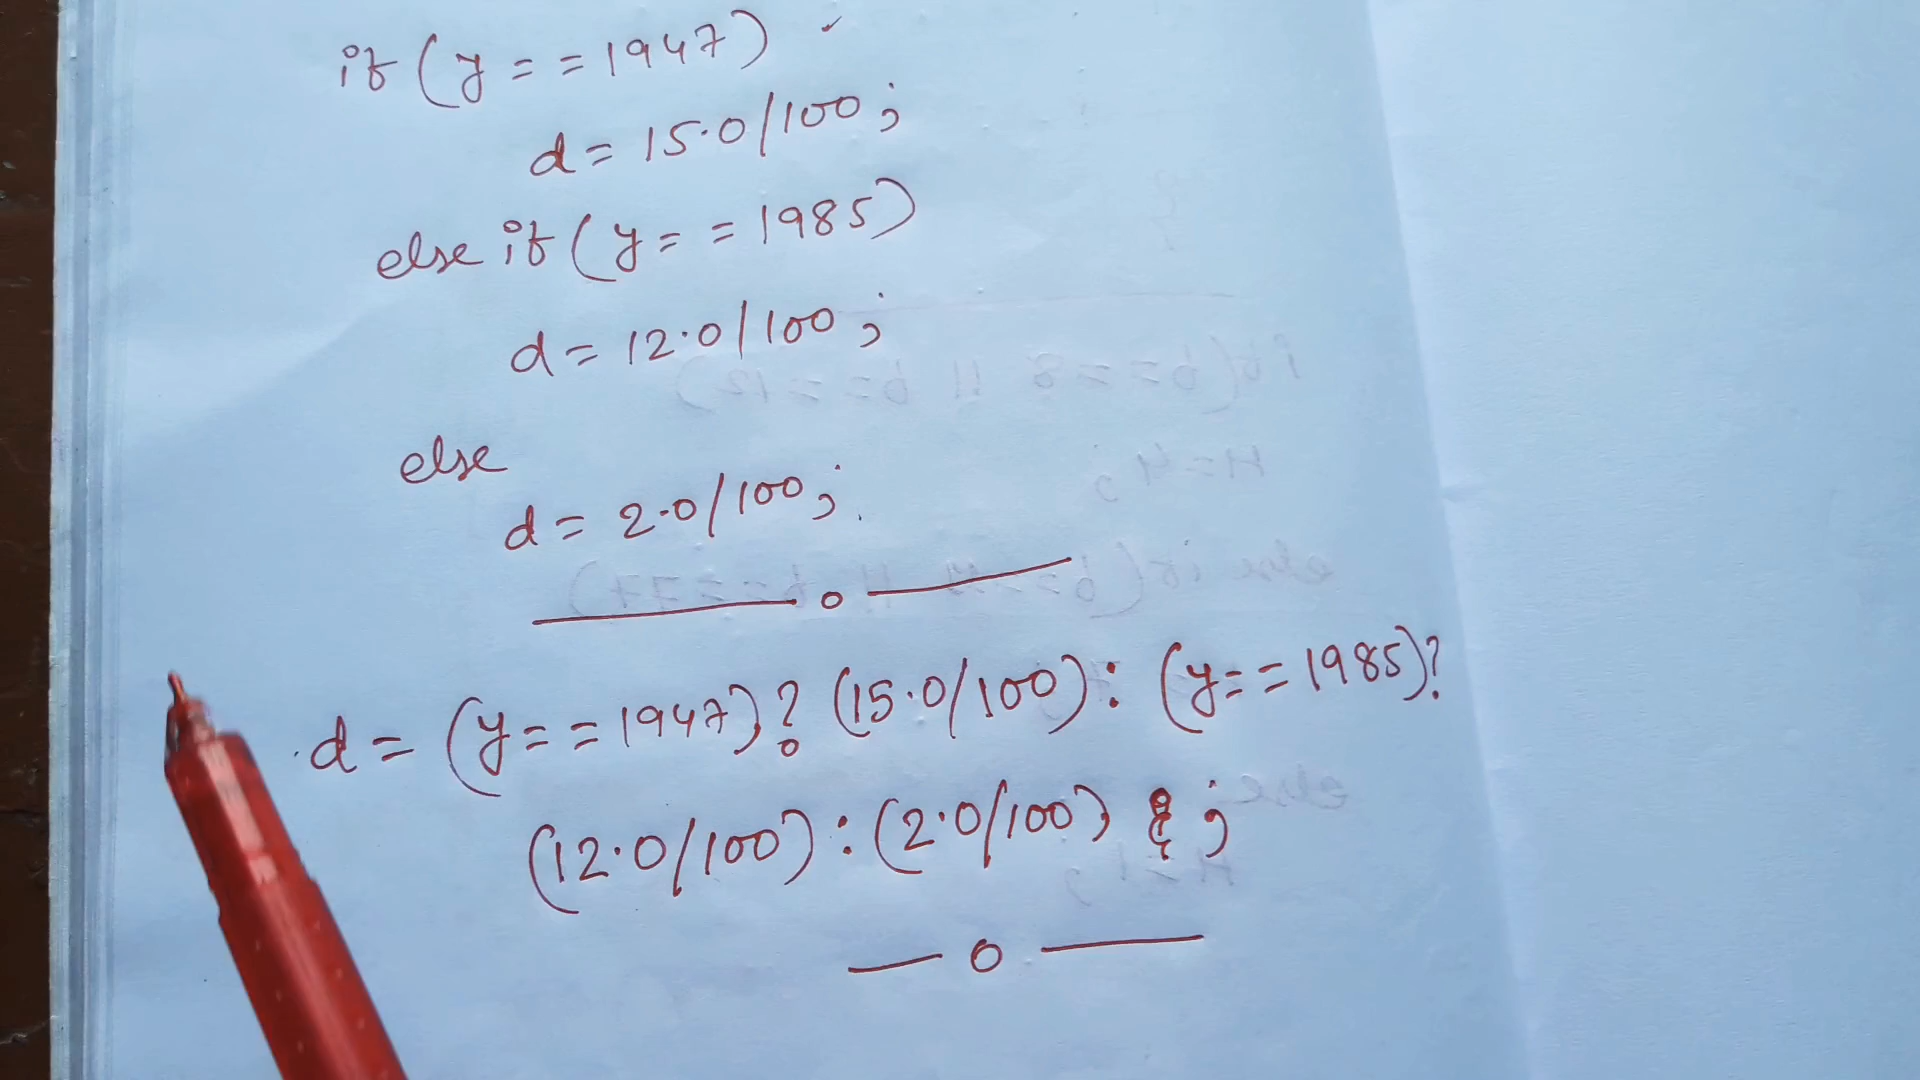 if (y == 1947)
d = 15.0/100;
else if (y == 1985)
d = 12.0/100;
else
d = 2.0/100;
d = (y == 1947)? (15.0/100): (y == 1985)?
(12.0/100): (2.0/100) ;